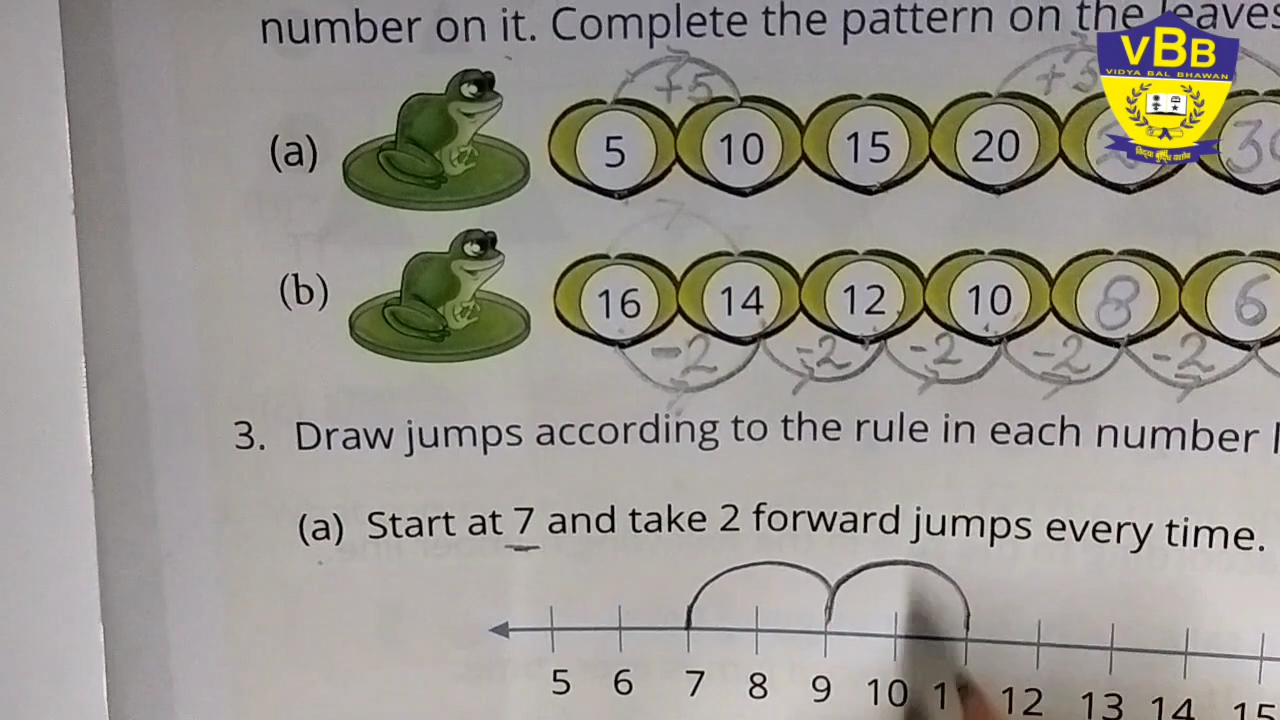 number on it. Complete the pattern on the leaves
VBB
VIDYA BAL BHAWAN
+5 +5
(a) 5 10 15 20 30
(b) 16 14 12 10 8 6
-2 -2 -2 -2 -2
3. Draw jumps according to the rule in each number
(a) Start at 7 and take 2 forward jumps every time.
5 6 7 8 9 10 11 12 13 14 15